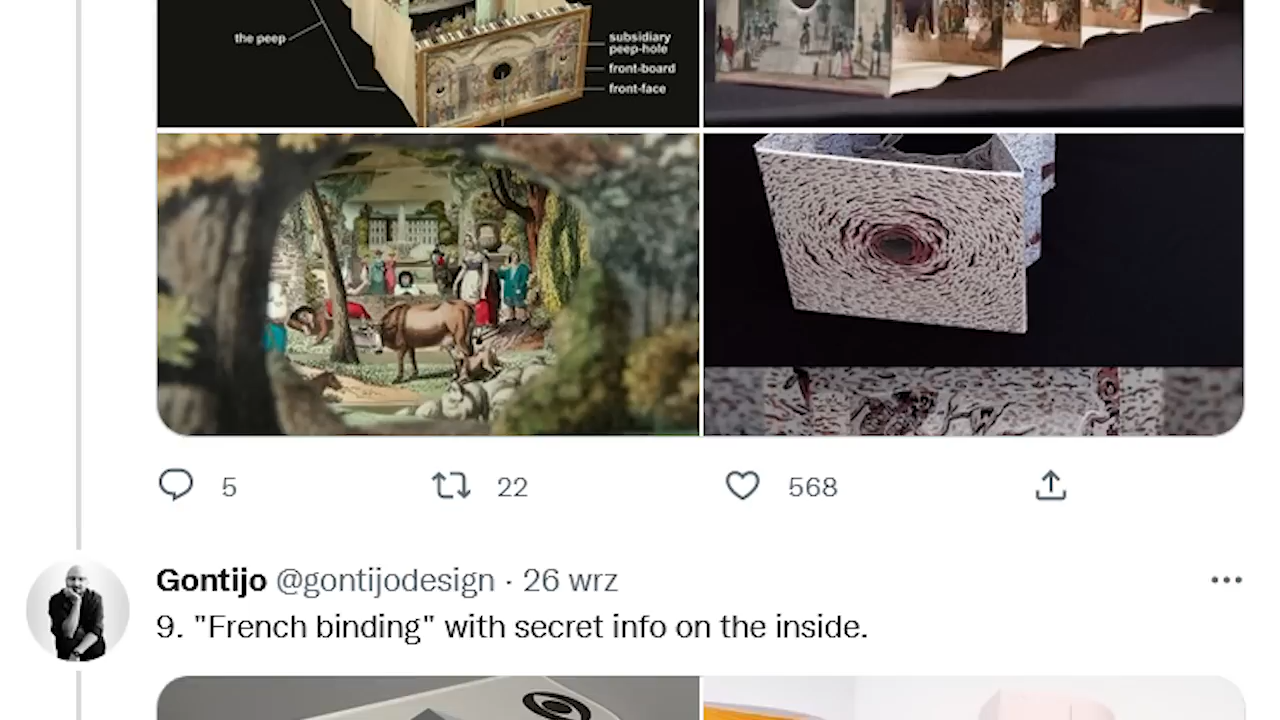 the peep
subsidiary
peep-hole
front-board
front-face
5
22
568
Gontijo @gontijodesign · 26 wrz
9. "French binding" with secret info on the inside.